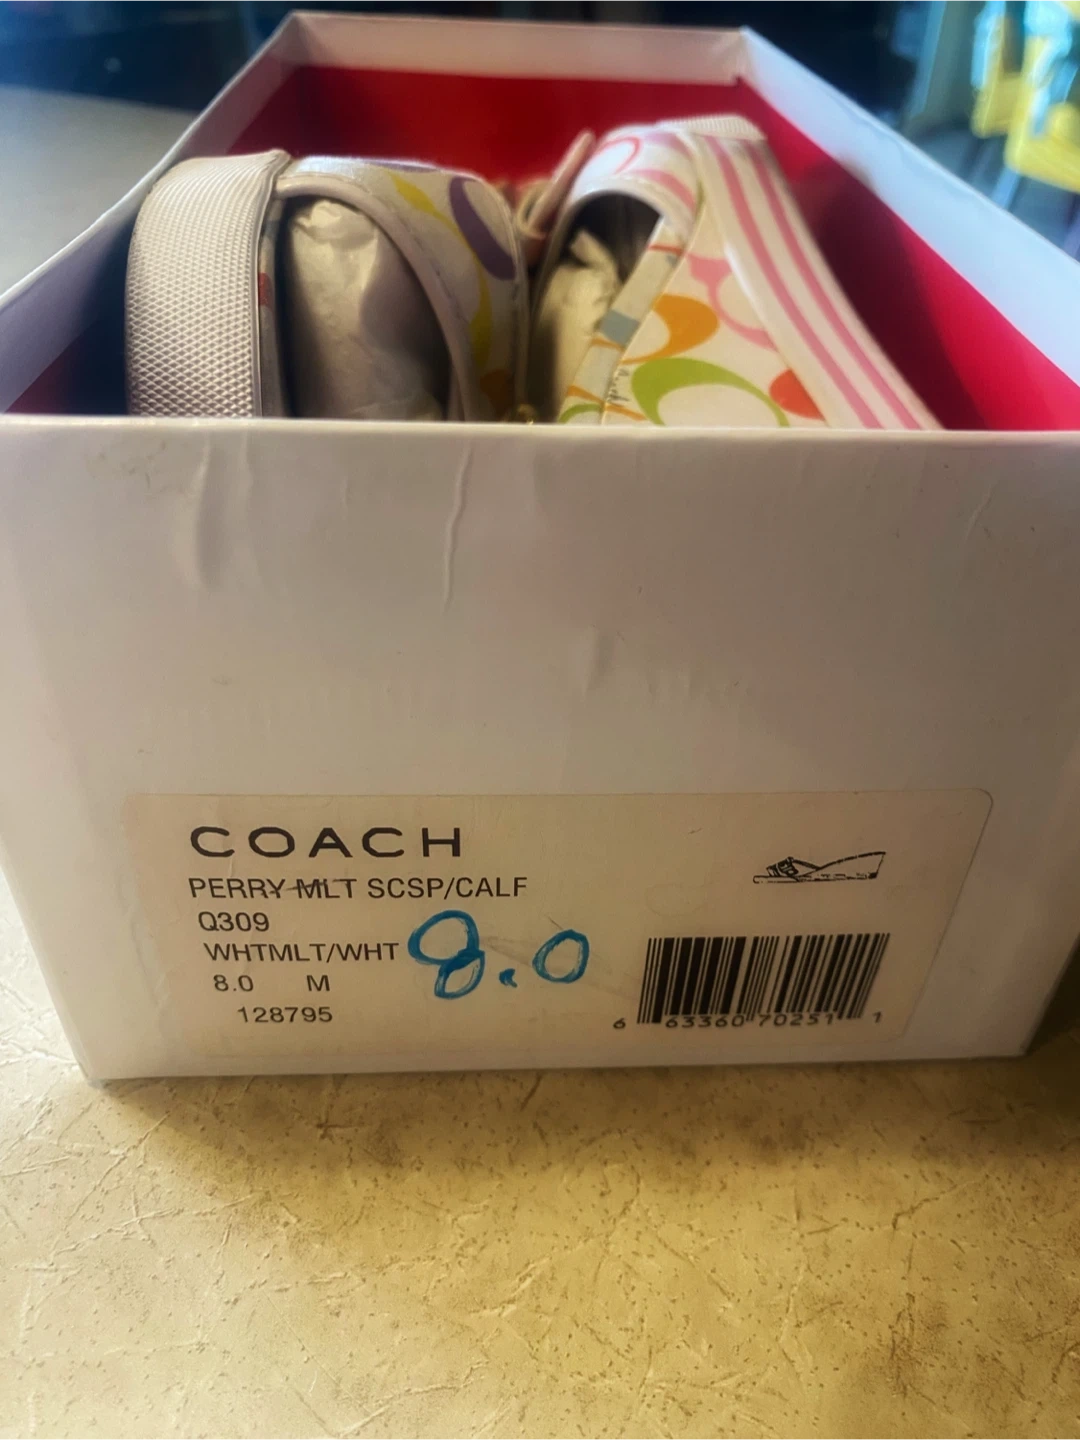 COACH
PERRY MLT SCSP/CALF
Q309
WHTMLT/WHT 8.0
8.0 M
128795
6 63360 70251 1